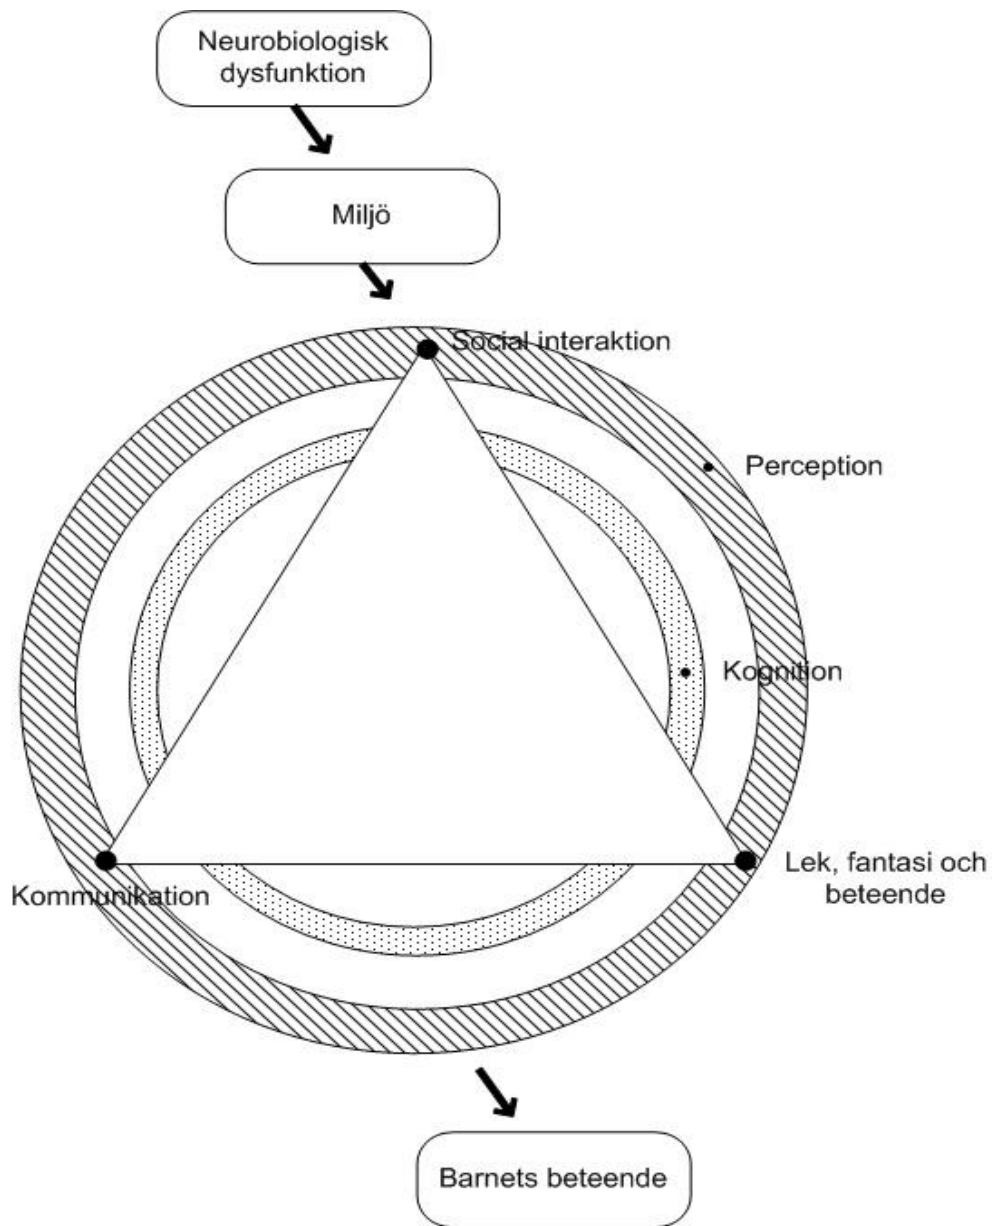 Neurobiologisk
dysfunktion
Miljö
Social interaktion
Perception
Kognition
Lek, fantasi och
beteende
Kommunikation
Barnets beteende